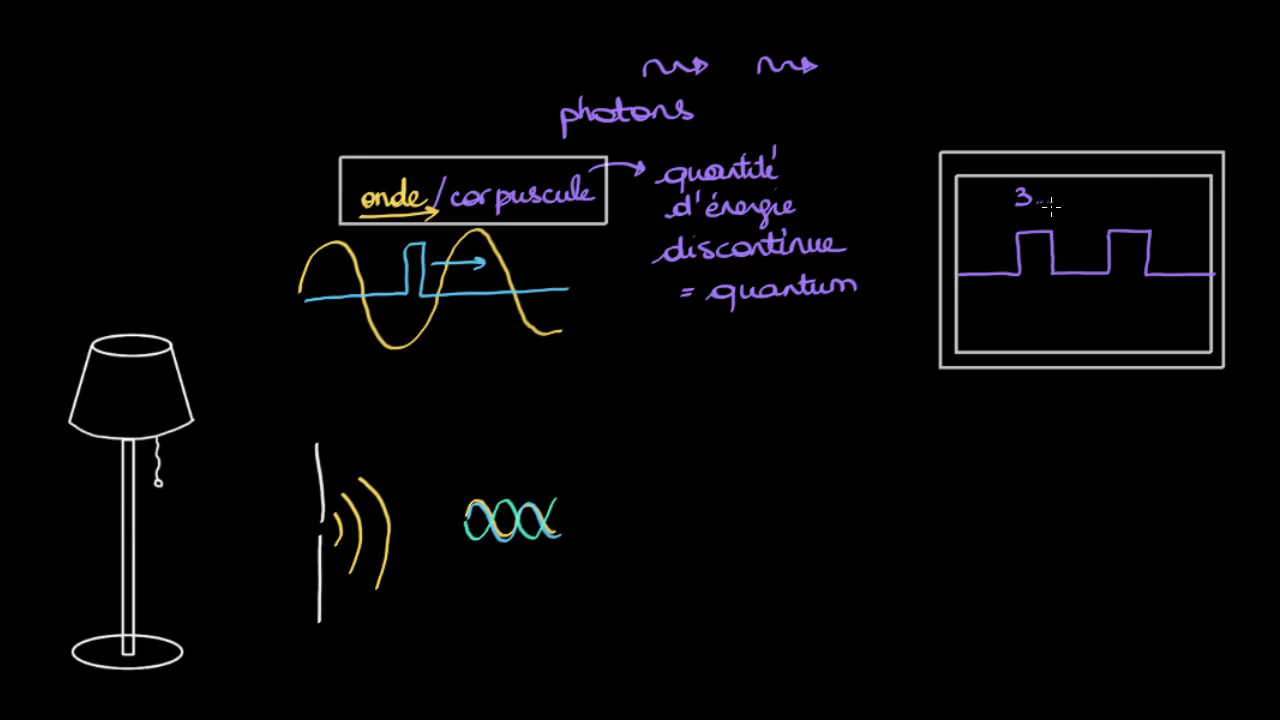 photons
onde/corpuscule
quantité
d'énergie
discontinue
= quantum
3..